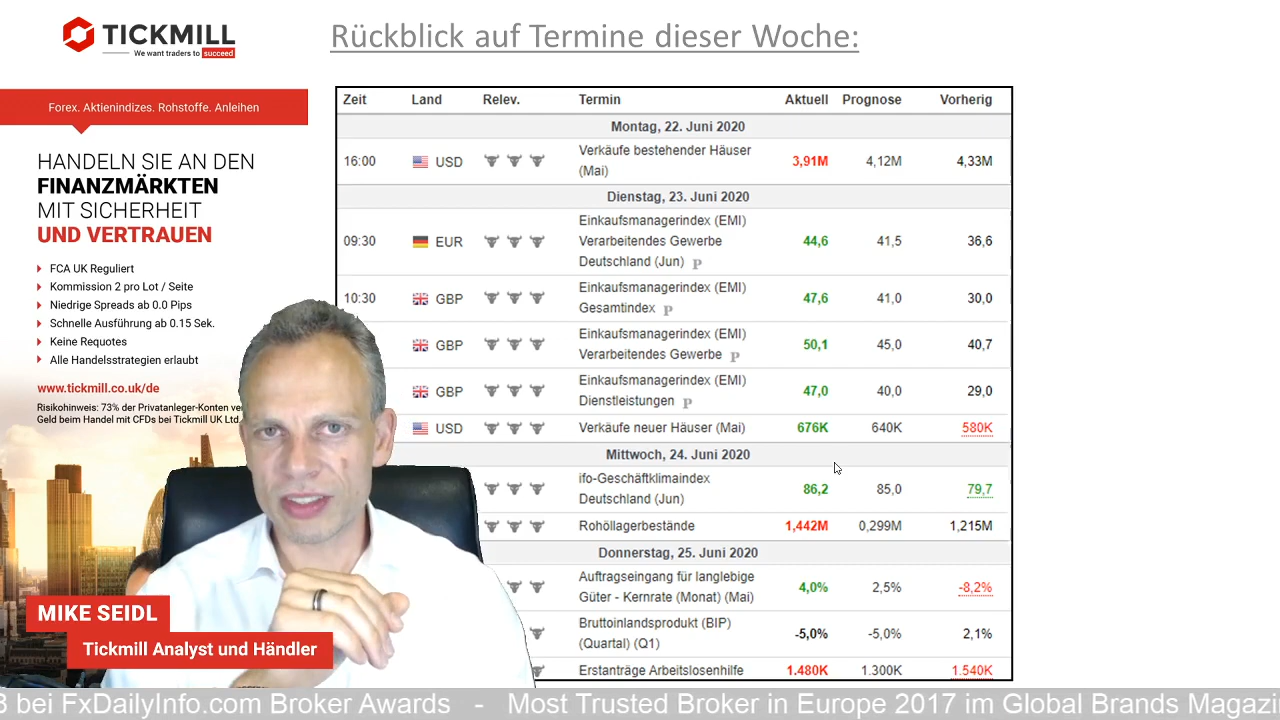 TICKMILL
We want traders to succeed
Rückblick auf Termine dieser Woche:
Forex. Aktienindizes. Rohstoffe. Anleihen
HANDELN SIE AN DEN
FINANZMÄRKTEN
MIT SICHERHEIT
UND VERTRAUEN
FCA UK Reguliert
Kommission 2 pro Lot / Seite
Niedrige Spreads ab 0.0 Pips
Schnelle Ausführung ab 0.15 Sek.
Keine Requotes
Alle Handelsstrategien erlaubt
www.tickmill.co.uk/de
Risikohinweis: 73% der Privatanleger-Konten
Geld beim Handel mit CFDs bei Tickmill UK Ltd.
Zeit Land Relev. Termin Aktuell Prognose Vorherig
Montag, 22. Juni 2020
16:00 USD Verkäufe bestehender Häuser 3,91M 4,12M 4,33M
(Mai)
Dienstag, 23. Juni 2020
Einkaufsmanagerindex (EMI)
09:30 EUR Verarbeitendes Gewerbe 44,6 41,5 36,6
Deutschland (Jun) P
10:30 GBP Einkaufsmanagerindex (EMI) 47,6 41,0 30,0
Gesamtindex P
GBP Einkaufsmanagerindex (EMI) 50,1 45,0 40,7
Verarbeitendes Gewerbe P
GBP Einkaufsmanagerindex (EMI) 47,0 40,0 29,0
Dienstleistungen P
USD Verkäufe neuer Häuser (Mai) 676K 640K 580K
Mittwoch, 24. Juni 2020
ifo-Geschäftklimaindex 86,2 85,0 79,7
Deutschland (Jun)
Rohöllagerbestände 1,442M 0,299M 1,215M
Donnerstag, 25. Juni 2020
Auftragseingang für langlebige 4,0% 2,5% -8,2%
Güter - Kernrate (Monat) (Mai)
Bruttoinlandsprodukt (BIP) -5,0% -5,0% 2,1%
(Quartal) (Q1)
Erstanträge Arbeitslosenhilfe 1.480K 1.300K 1.540K
MIKE SEIDL
Tickmill Analyst und Händler
bei FxDailyInfo.com Broker Awards - Most Trusted Broker in Europe 2017 im Global Brands